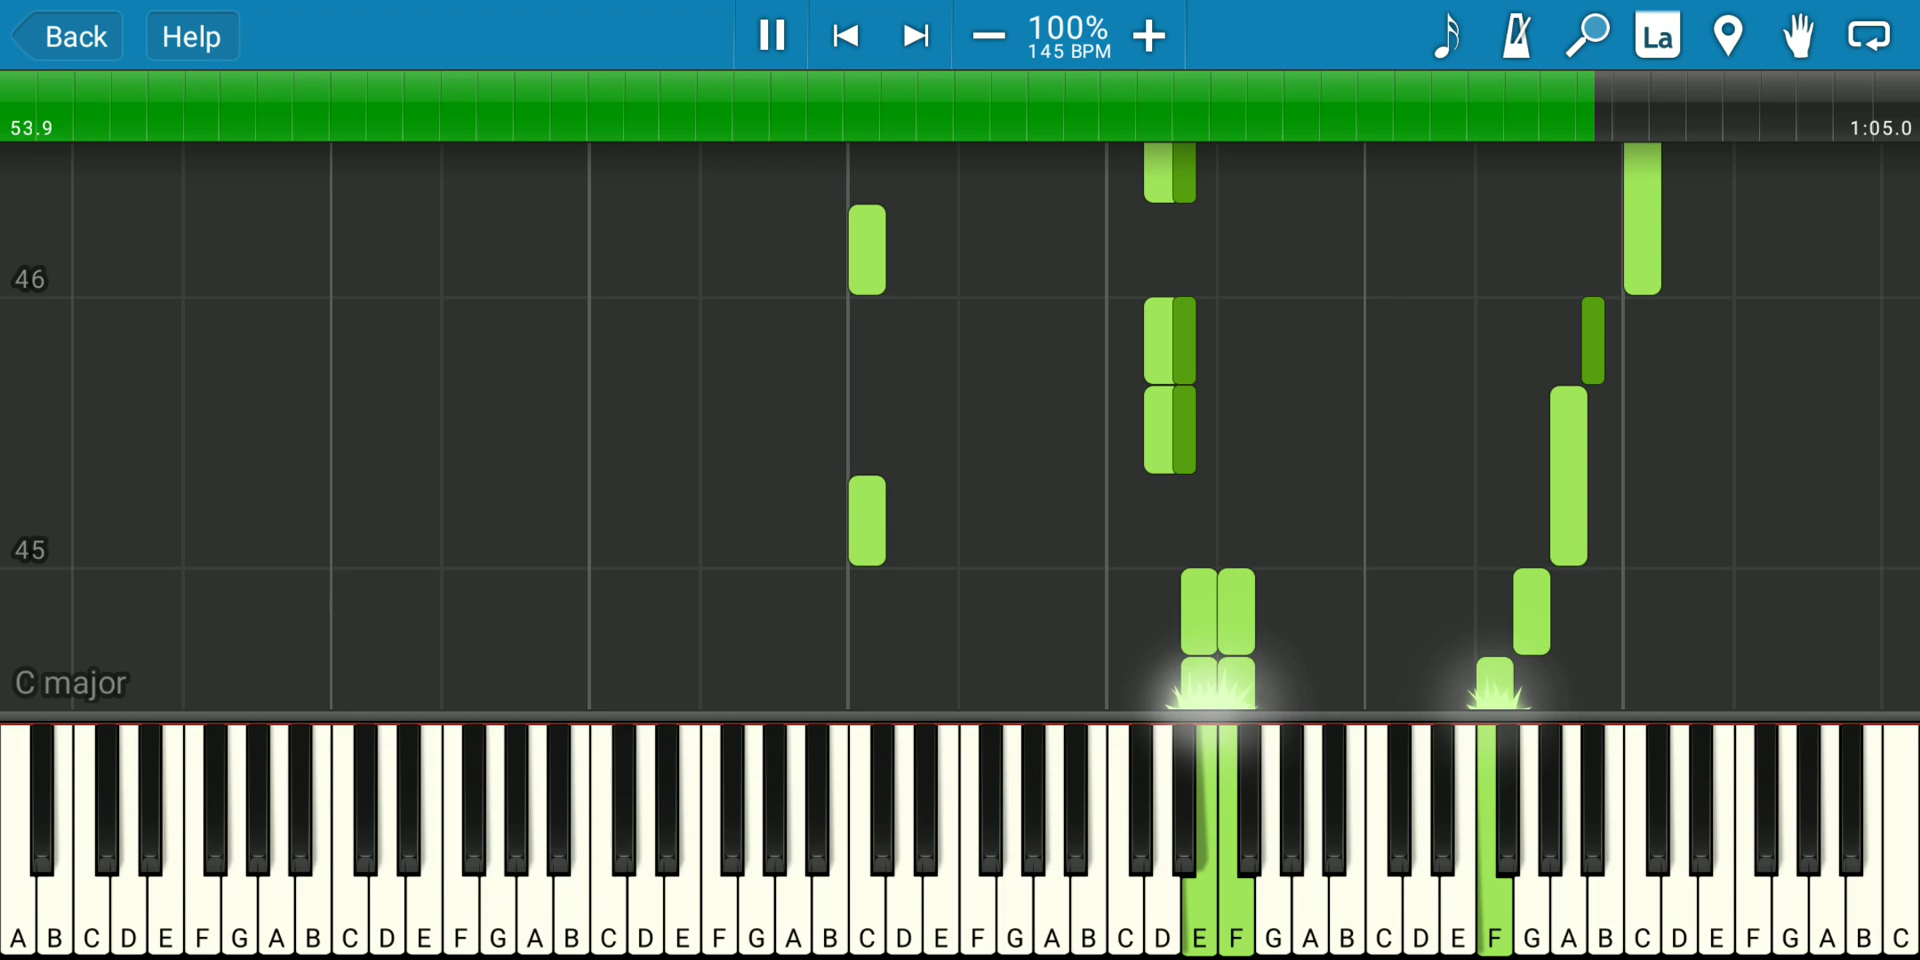 Back Help 100% La
145 BPM
53.9 1:05.0
46
45
C major
A B C D E F G A B C D E F G A B C D E F G A B C D E F G A B C D E F G A B C D E F G A B C D E F G A B C